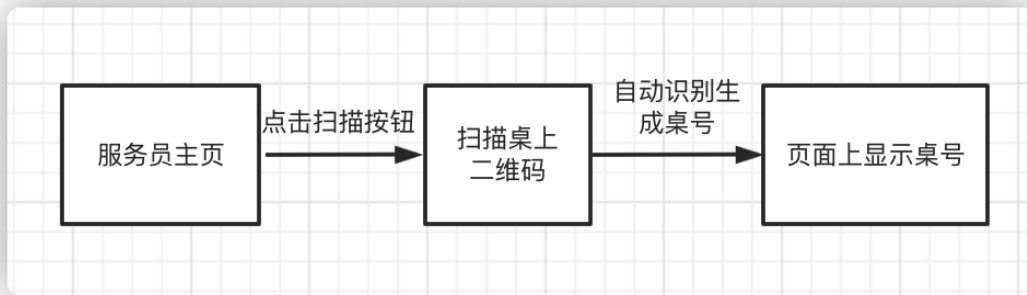 服务员主页
点击扫描按钮
扫描桌上
二维码
自动识别生
成桌号
页面上显示桌号